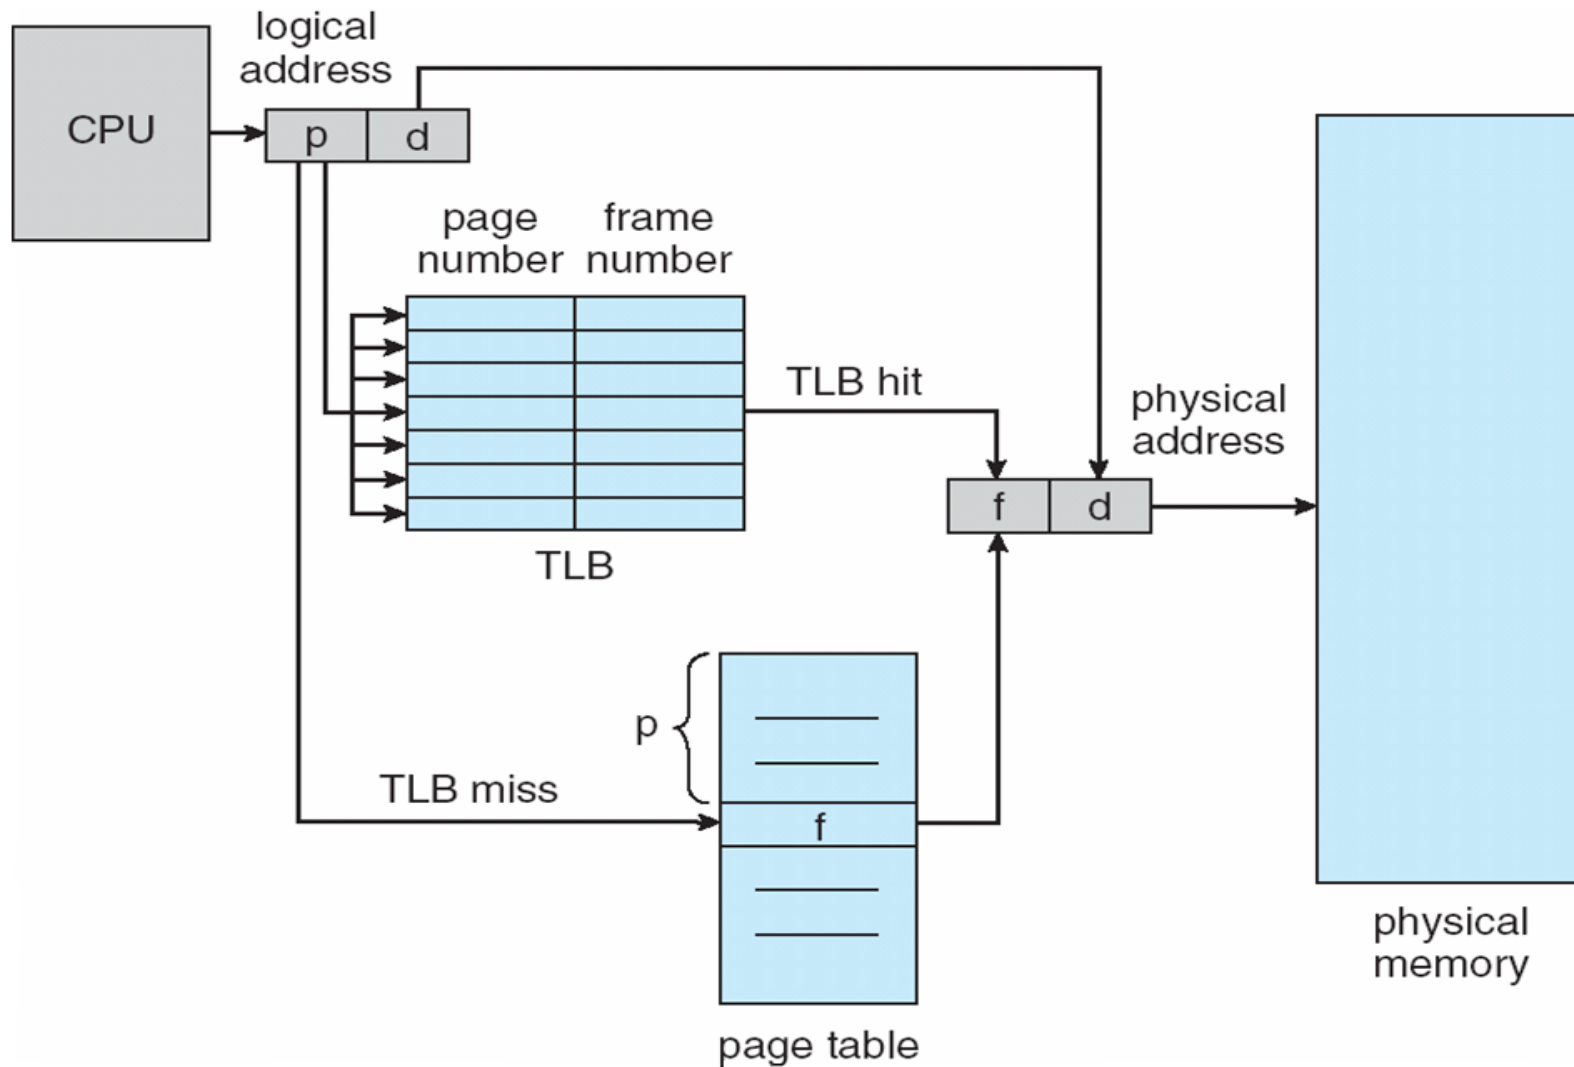 logical
address
CPU
p
d
page
number
frame
number
TLB hit
physical
address
f
d
TLB
p
TLB miss
f
physical
memory
page table